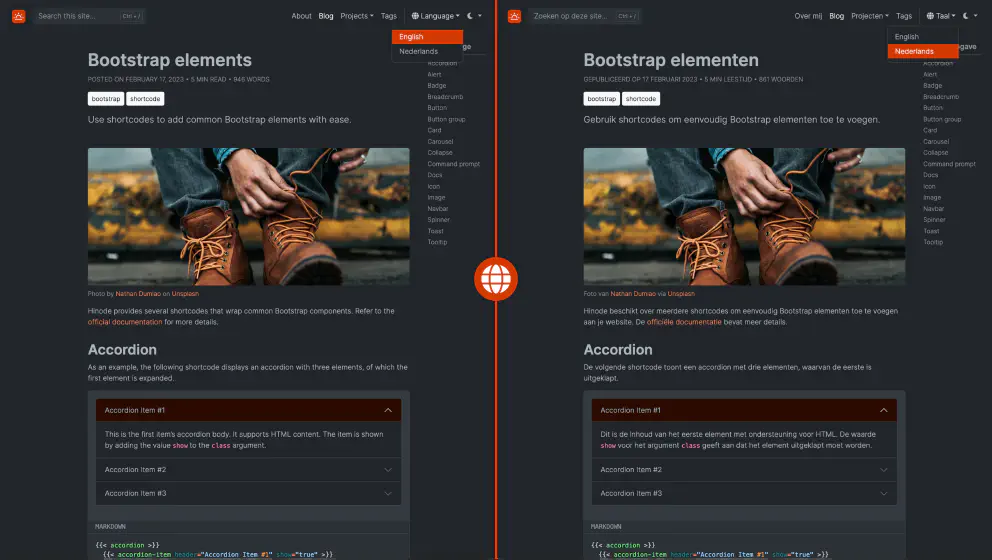 Search this site... Ctrl + /
About Blog Projects Tags Language
English
Nederlands
Bootstrap elements
POSTED ON FEBRUARY 17, 2023 • 5 MIN READ • 946 WORDS
bootstrap shortcode
Use shortcodes to add common Bootstrap elements with ease.
Accordion
Alert
Badge
Breadcrumb
Button
Button group
Card
Carousel
Collapse
Command prompt
Docs
Icon
Image
Navbar
Spinner
Toast
Tooltip
Photo by Nathan Dumlao on Unsplash
Hinode provides several shortcodes that wrap common Bootstrap components. Refer to the
official documentation for more details.
Accordion
As an example, the following shortcode displays an accordion with three elements, of which the
first element is expanded.
Accordion Item #1
This is the first item's accordion body. It supports HTML content. The item is shown
by adding the value show to the class argument.
Accordion Item #2
Accordion Item #3
MARKDOWN
{{< accordion >}}
{{< accordion-item header="Accordion Item #1" show="true" >}}
Zoeken op deze site... Ctrl + /
Over mij Blog Projecten Tags Taal
English
Nederlands
Bootstrap elementen
GEPUBLICEERD OP 17 FEBRUARI 2023 • 5 MIN LEESTIJD • 861 WOORDEN
bootstrap shortcode
Gebruik shortcodes om eenvoudig Bootstrap elementen toe te voegen.
Accordion
Alert
Badge
Breadcrumb
Button
Button group
Card
Carousel
Collapse
Command prompt
Docs
Icon
Image
Navbar
Spinner
Toast
Tooltip
Foto van Nathan Dumlao via Unsplash
Hinode beschikt over meerdere shortcodes om eenvoudig Bootstrap elementen toe te voegen
aan je website. De officiële documentatie bevat meer details.
Accordion
De volgende shortcode toont een accordion met drie elementen, waarvan de eerste is
uitgeklapt.
Accordion Item #1
Dit is de inhoud van het eerste element met ondersteuning voor HTML. De waarde
show voor het argument class geeft aan dat het element uitgeklapt moet worden.
Accordion Item #2
Accordion Item #3
MARKDOWN
{{< accordion >}}
{{< accordion-item header="Accordion Item #1" show="true" >}}